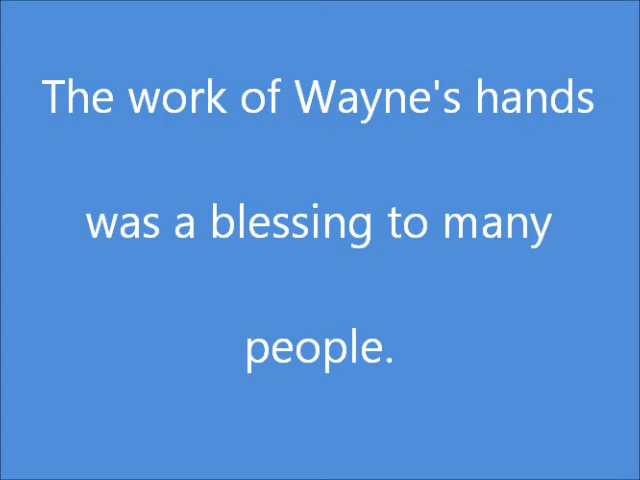 The work of Wayne's hands
was a blessing to many
people.